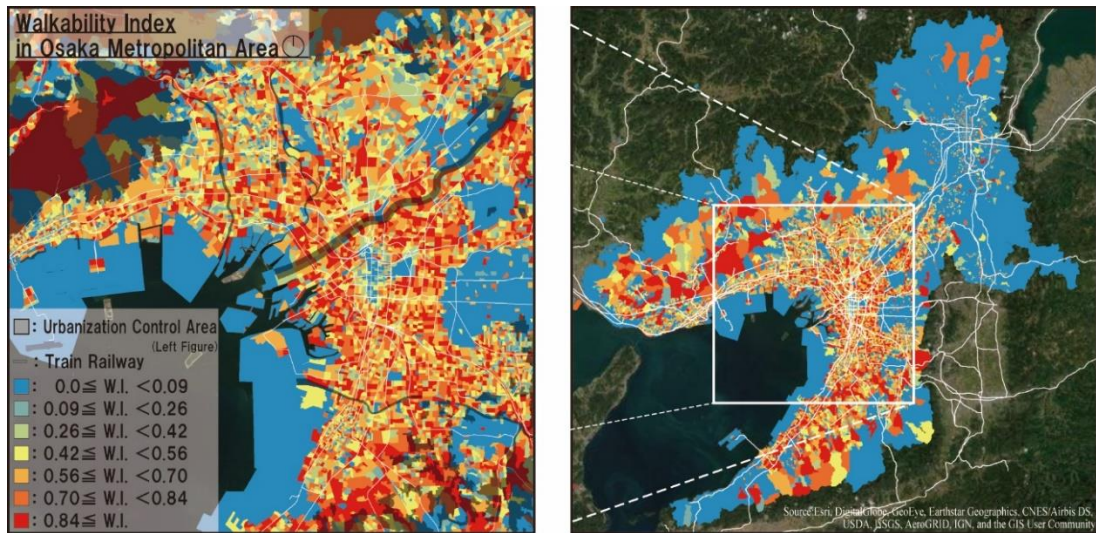 Walkability Index
in Osaka Metropolitan Area
: Urbanization Control Area
(Left Figure)
: Train Railway
: 0.0≦ W.I. <0.09
: 0.09≦ W.I. <0.26
: 0.26≦ W.I. <0.42
: 0.42≦ W.I. <0.56
: 0.56≦ W.I. <0.70
: 0.70≦ W.I. <0.84
: 0.84≦ W.I.
Source:Esri, DigitalGlobe, GeoEye, Earthstar Geographics, CNES/Airbis DS,
USDA, USGS, AeroGRID, IGN, and the GIS User Community